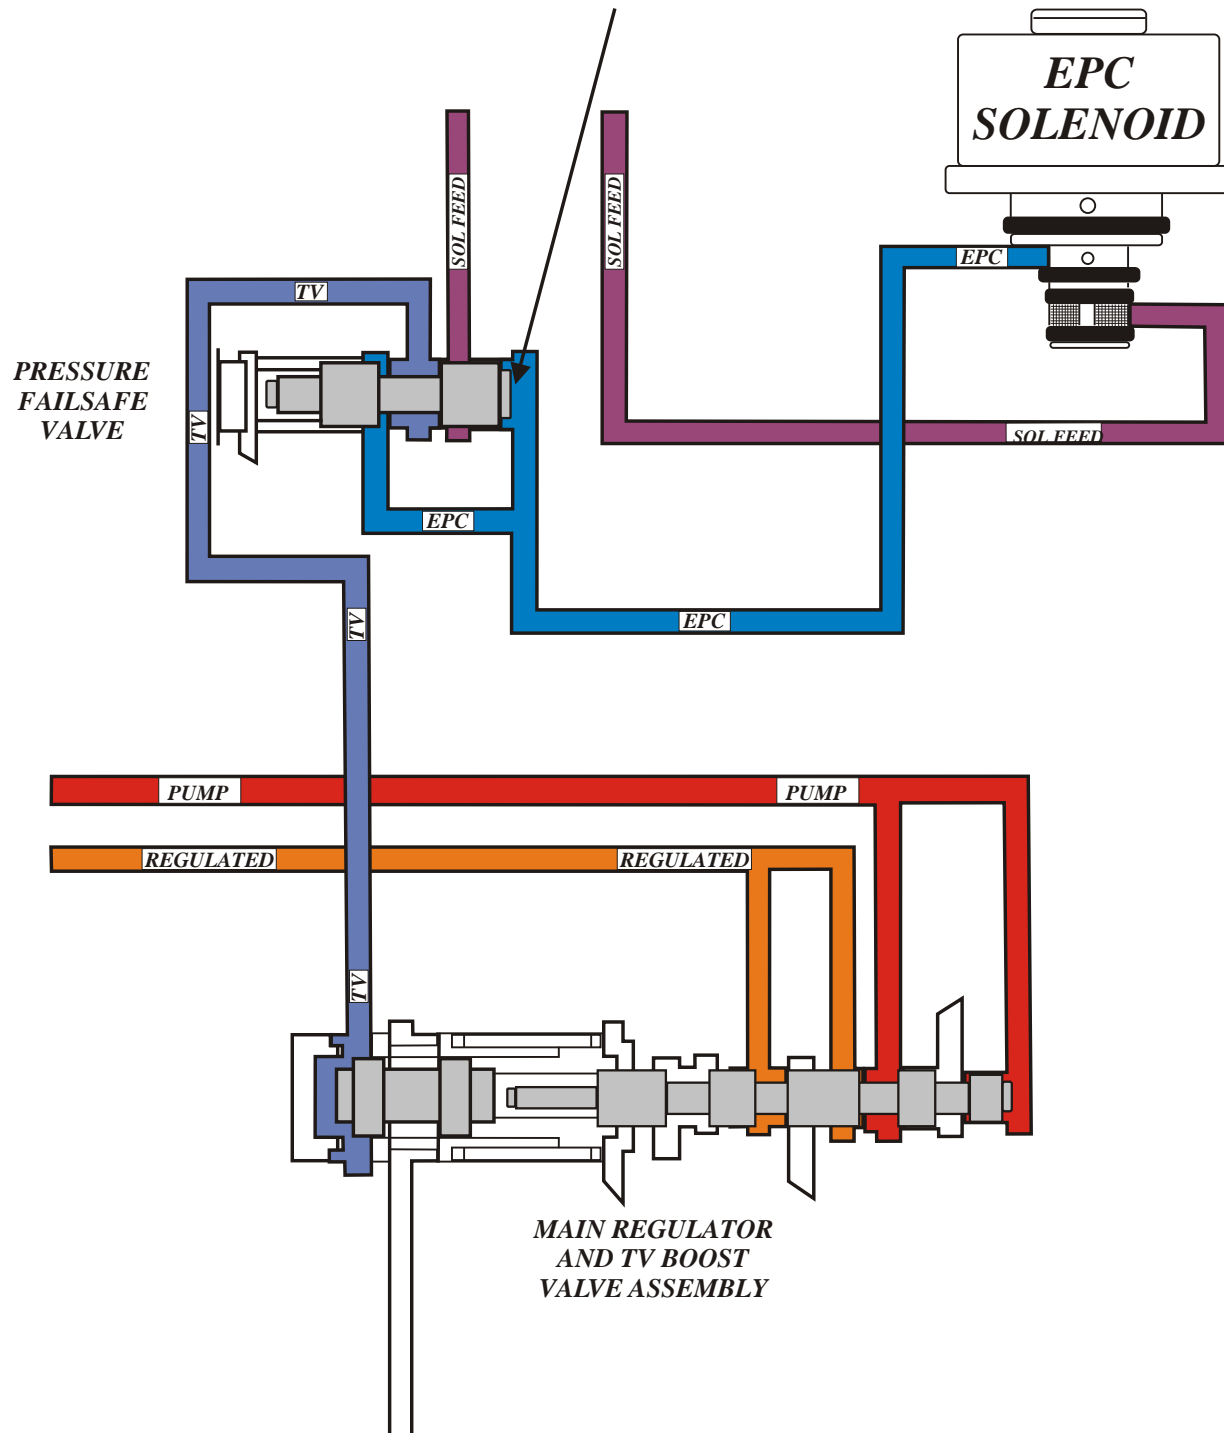 EPC
SOLENOID
SOL FEED
SOL FEED
EPC
TV
PRESSURE
FAILSAFE
VALVE
TV
SOL FEED
EPC
EPC
TV
PUMP
PUMP
REGULATED
REGULATED
TV
MAIN REGULATOR
AND TV BOOST
VALVE ASSEMBLY